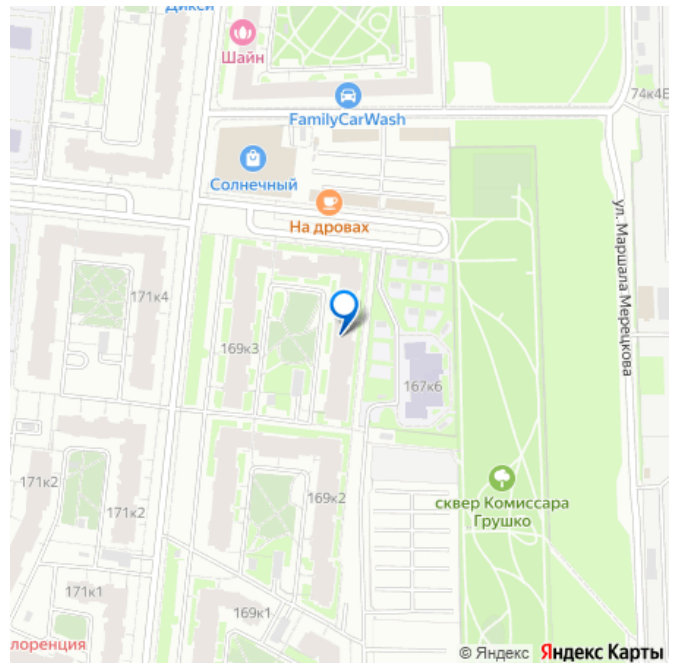 Дикси
Шайн
74к4Б
FamilyCarWash
Солнечный
На дровах
ул. Маршала Мерецкова
171к4
169к3
167к6
171к2
171к2
169к2
сквер Комиссара
Грушко
171к1
169к1
лоренция
© Яндекс Яндекс Карты